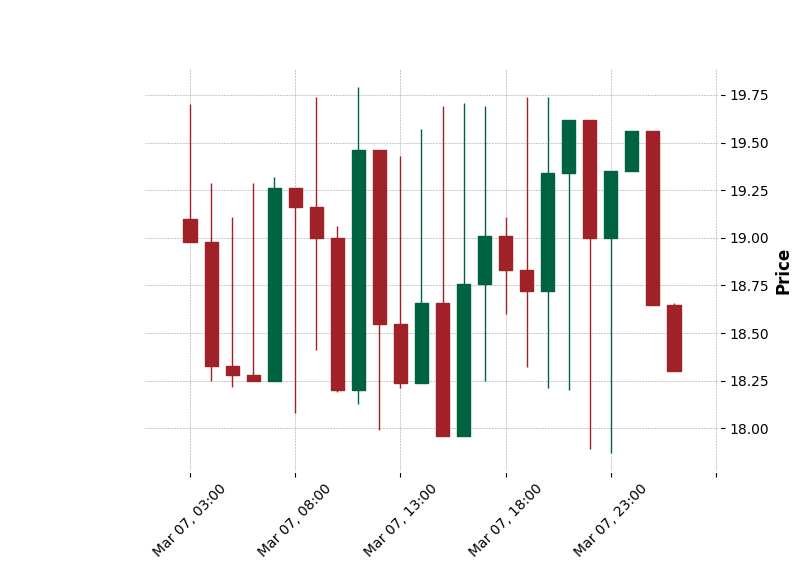 19.75
19.50
19.25
19.00
18.75
18.50
18.25
18.00
Price
Mar 07, 03:00
Mar 07, 08:00
Mar 07, 13:00
Mar 07, 18:00
Mar 07, 23:00